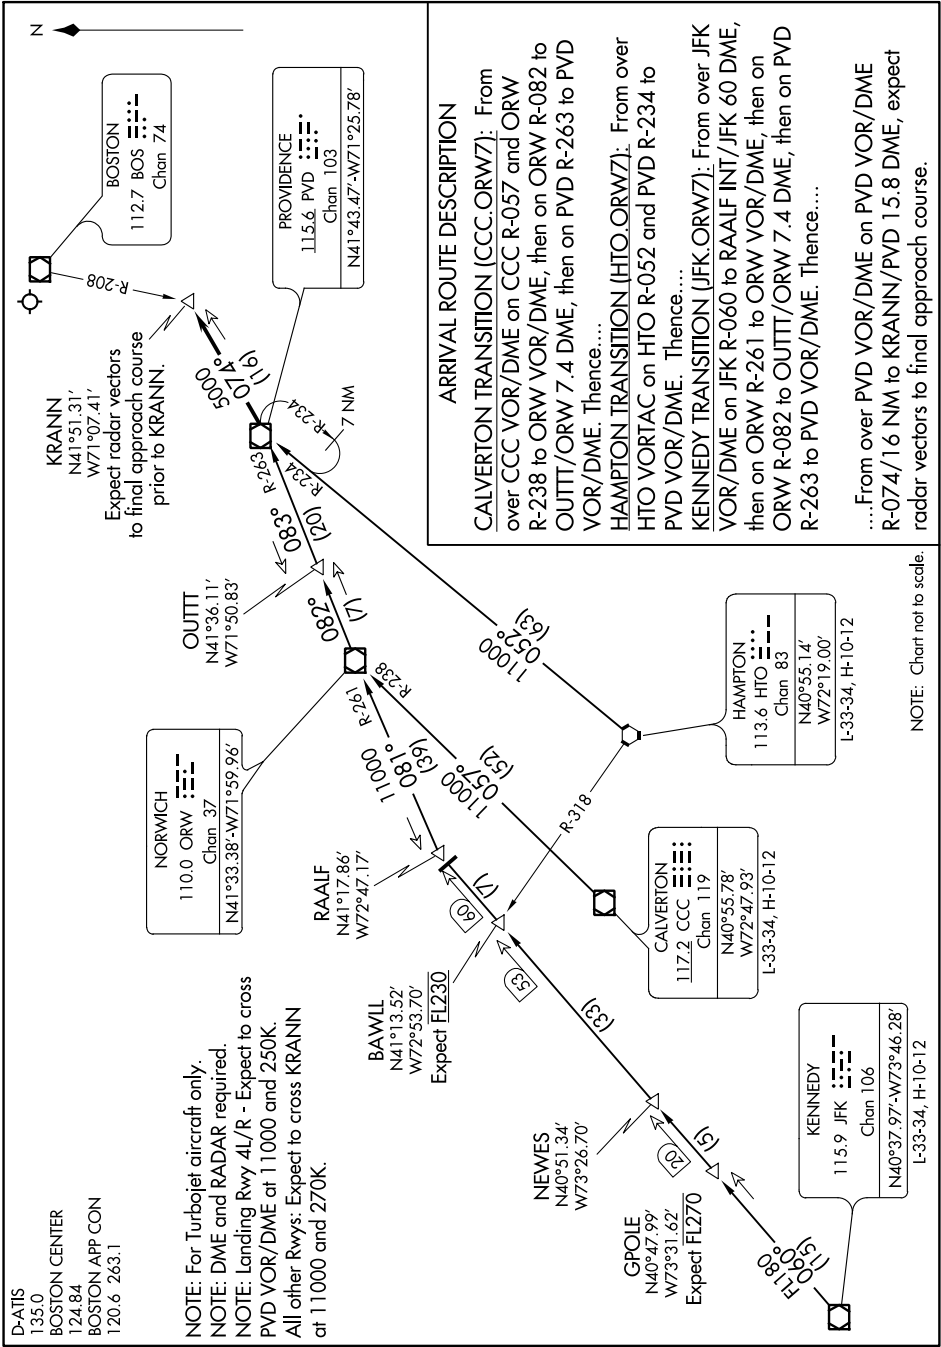 D-ATIS
135.0
BOSTON CENTER
124.84
BOSTON APP CON
120.6 263.1
NOTE: For Turbojet aircraft only.
NOTE: DME and RADAR required.
NOTE: Landing Rwy 4L/R - Expect to cross
PVD VOR/DME at 11000 and 250K.
All other Rwys: Expect to cross KRANN
at 11000 and 270K.
NORWICH
110.0 ORW
Chan 37
N41°33.38'-W71°59.96'
OUTTT
N41°36.11'
W71°50.83'
KRANN
N41°51.31'
W71°07.41'
Expect radar vectors
to final approach course
prior to KRANN.
N
BOSTON
112.7 BOS
Chan 74
R-208
5000
074°
(16)
PROVIDENCE
115.6 PVD
Chan 103
N41°43.47'-W71°25.78'
R-234
7 NM
R-263
R-234
083°
(20)
082°
(7)
R-261
R-238
11000
081°
(39)
11000
057°
(52)
11000
052°
(63)
RAALF
N41°17.86'
W72°47.17'
60
(7)
BAWLL
N41°13.52'
W72°53.70'
Expect FL230
53
(33)
R-318
NEWES
N40°51.34'
W73°26.70'
20
(5)
GPOLE
N40°47.99'
W73°31.62'
Expect FL270
FL180
060°
(15)
KENNEDY
115.9 JFK
Chan 106
N40°37.97'-W73°46.28'
L-33-34, H-10-12
CALVERTON
117.2 CCC
Chan 119
N40°55.78'
W72°47.93'
L-33-34, H-10-12
HAMPTON
113.6 HTO
Chan 83
N40°55.14'
W72°19.00'
L-33-34, H-10-12
ARRIVAL ROUTE DESCRIPTION
CALVERTON TRANSITION (CCC.ORW7): From
over CCC VOR/DME on CCC R-057 and ORW
R-238 to ORW VOR/DME, then on ORW R-082 to
OUTTT/ORW 7.4 DME, then on PVD R-263 to PVD
VOR/DME. Thence....
HAMPTON TRANSITION (HTO.ORW7): From over
HTO VORTAC on HTO R-052 and PVD R-234 to
PVD VOR/DME. Thence....
KENNEDY TRANSITION (JFK.ORW7): From over JFK
VOR/DME on JFK R-060 to RAALF INT/JFK 60 DME,
then on ORW R-261 to ORW VOR/DME, then on
ORW R-082 to OUTTT/ORW 7.4 DME, then on PVD
R-263 to PVD VOR/DME. Thence....
....From over PVD VOR/DME on PVD VOR/DME
R-074/16 NM to KRANN/PVD 15.8 DME, expect
radar vectors to final approach course.
NOTE: Chart not to scale.